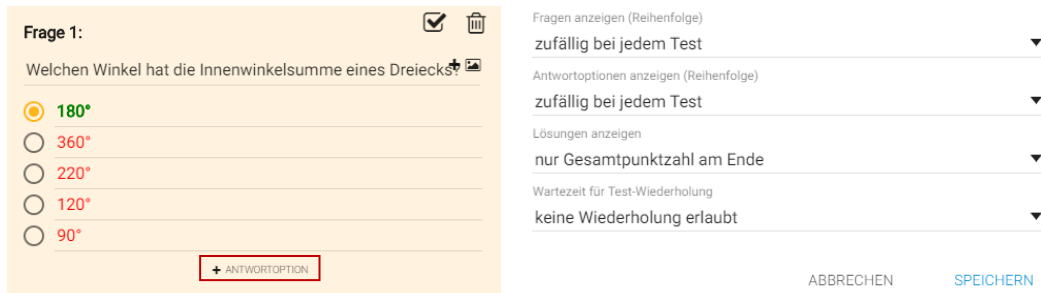 Frage 1:
Welchen Winkel hat die Innenwinkelsumme eines Dreiecks?
180°
360°
220°
120°
90°
+ ANTWORTOPTION
Fragen anzeigen (Reihenfolge)
zufällig bei jedem Test
Antwortoptionen anzeigen (Reihenfolge)
zufällig bei jedem Test
Lösungen anzeigen
nur Gesamtpunktzahl am Ende
Wartezeit für Test-Wiederholung
keine Wiederholung erlaubt
ABBRECHEN SPEICHERN